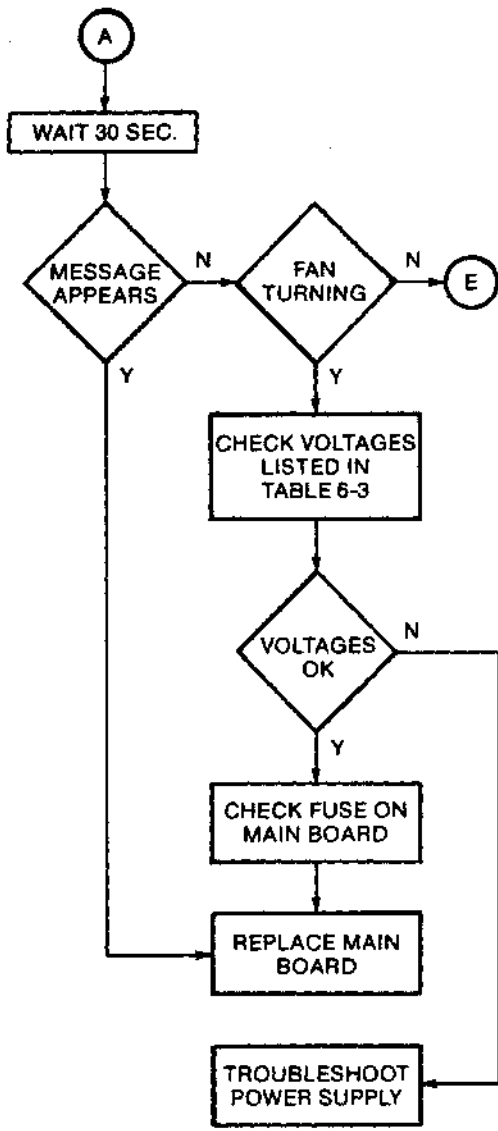 A
WAIT 30 SEC.
MESSAGE
APPEARS
N
Y
FAN
TURNING
N
E
Y
CHECK VOLTAGES
LISTED IN
TABLE 6-3
VOLTAGES
OK
N
Y
CHECK FUSE ON
MAIN BOARD
REPLACE MAIN
BOARD
TROUBLESHOOT
POWER SUPPLY